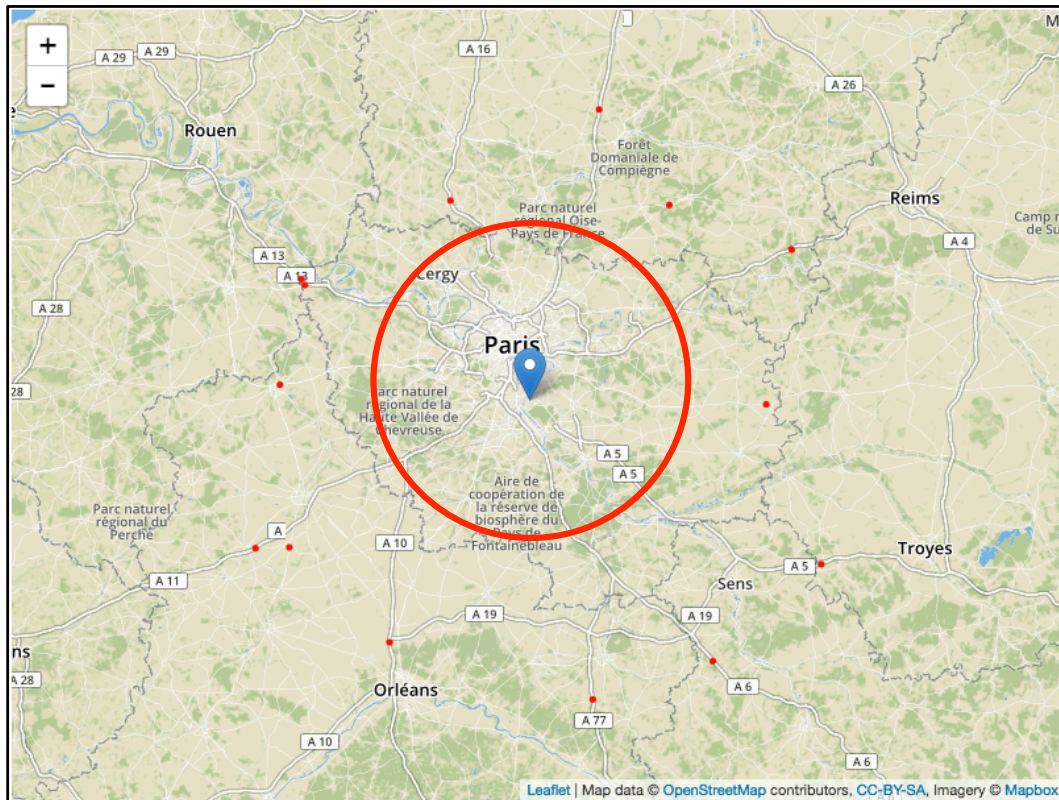 +
−
A 29
A 29
A 16
A 26
M
e
Rouen
Forêt
Domaniale de
Compiègne
Reims
Parc naturel
régional Oise-
Pays de France
Camp m
de Su
A 4
A 13
A 13
Cergy
A 28
Paris
28
Parc naturel
régional de la
Haute Vallée de
Chevreuse
A 5
A 5
Aire de
coopération de
la réserve de
biosphère du
Pays de
Fontainebleau
Parc naturel
régional du
Perche
A
A 10
A 11
Troyes
A 5
Sens
A 19
A 19
ns
A 28
Orléans
A 6
A 77
A 10
A 6
Leaflet | Map data © OpenStreetMap contributors, CC-BY-SA, Imagery © Mapbox